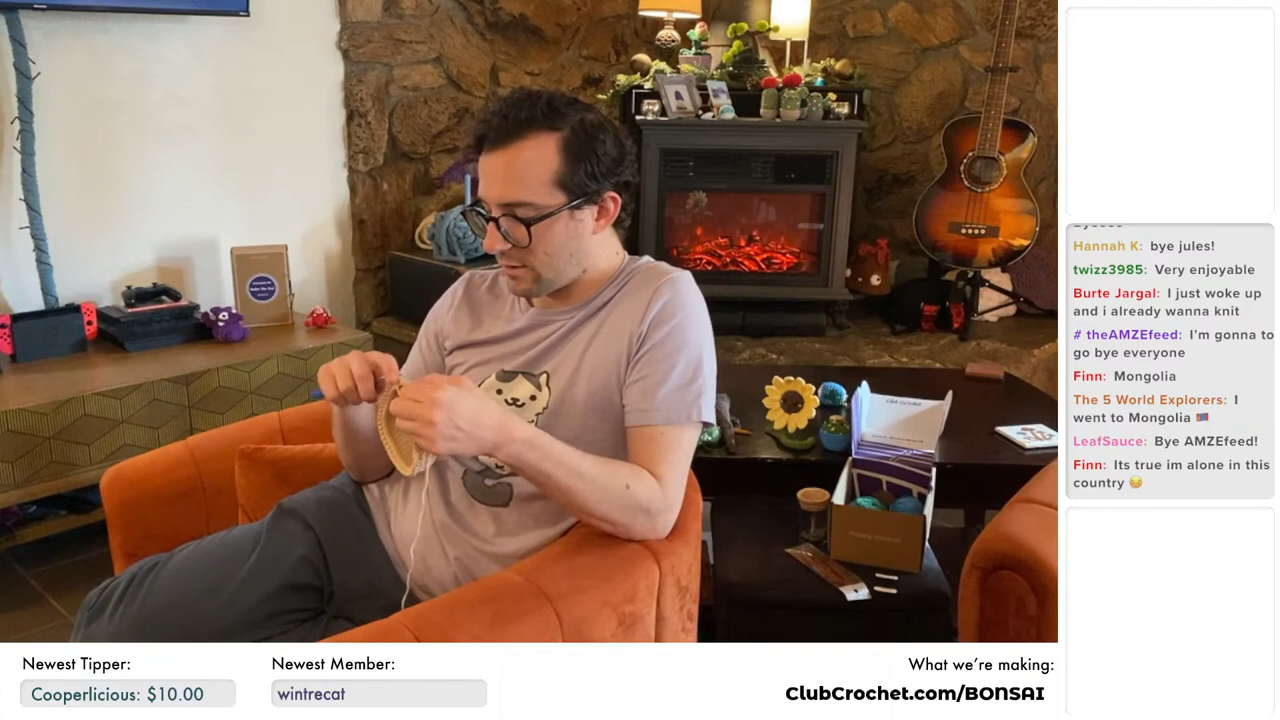 Hannah K: bye jules!
twizz3985: Very enjoyable
Burte Jargal: I just woke up
and i already wanna knit
# theAMZEfeed: I'm gonna to
go bye everyone
Finn: Mongolia
The 5 World Explorers: I
went to Mongolia 🇲🇳
LeafSauce: Bye AMZEfeed!
Finn: Its true im alone in this
country 😔
Newest Tipper:
Cooperlicious: $10.00
Newest Member:
wintrecat
What we're making:
ClubCrochet.com/BONSAI